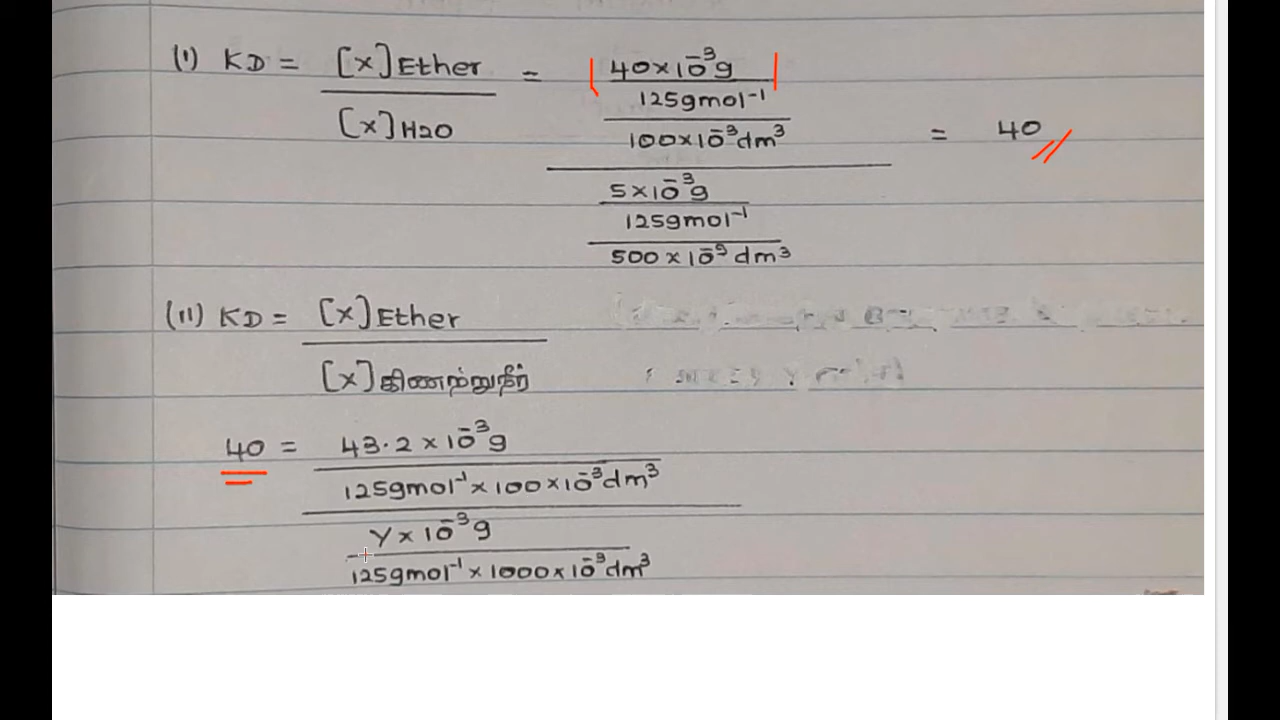 (i) KD = [x]Ether = 40×10⁻³g
125gmol⁻¹
[x]H2O 100×10⁻³dm³ = 40
5×10⁻³g
125gmol⁻¹
500×10⁻³dm³
(ii) KD = [x]Ether
[x]கிணற்றுநீர்
40 = 43.2×10⁻³g
125gmol⁻¹×100×10⁻³dm³
Y×10⁻³g
125gmol⁻¹×1000×10⁻³dm³